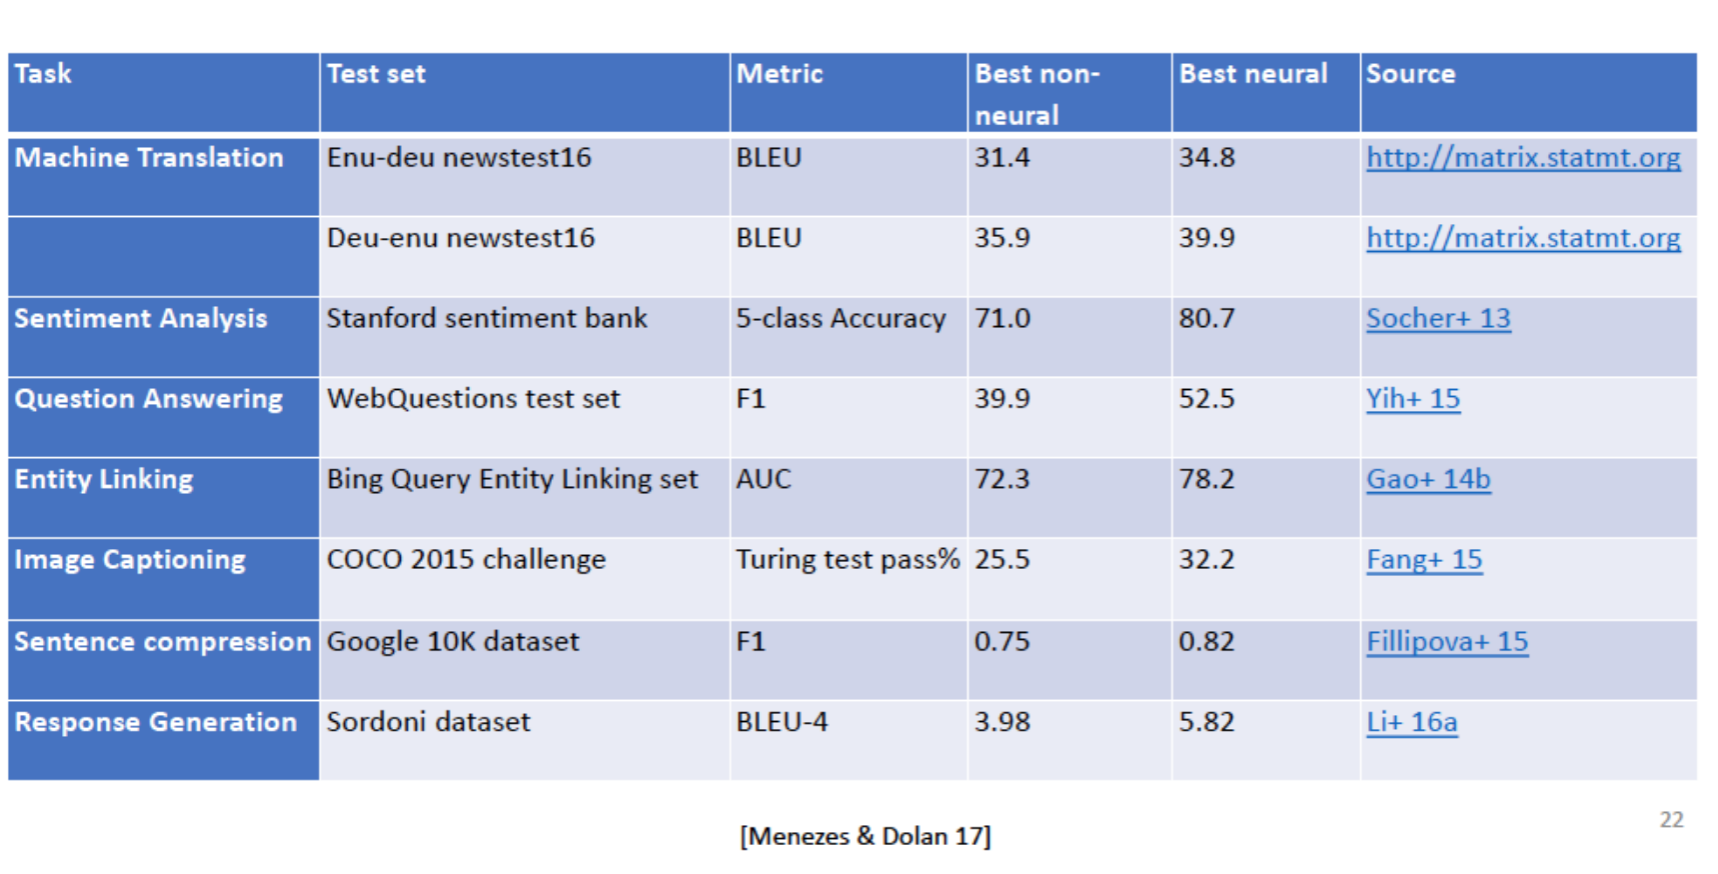 Task Test set Metric Best non- Best neural Source
neural
Machine Translation Enu-deu newstest16 BLEU 31.4 34.8 http://matrix.statmt.org
Deu-enu newstest16 BLEU 35.9 39.9 http://matrix.statmt.org
Sentiment Analysis Stanford sentiment bank 5-class Accuracy 71.0 80.7 Socher+ 13
Question Answering WebQuestions test set F1 39.9 52.5 Yih+ 15
Entity Linking Bing Query Entity Linking set AUC 72.3 78.2 Gao+ 14b
Image Captioning COCO 2015 challenge Turing test pass% 25.5 32.2 Fang+ 15
Sentence compression Google 10K dataset F1 0.75 0.82 Fillipova+ 15
Response Generation Sordoni dataset BLEU-4 3.98 5.82 Li+ 16a
22
[Menezes & Dolan 17]